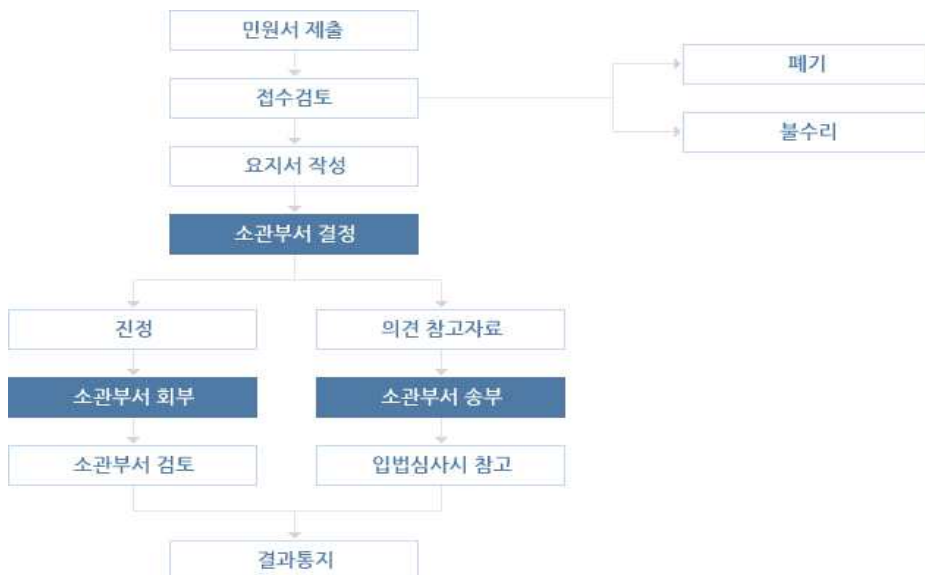 민원서 제출
폐기
접수검토
불수리
요지서 작성
소관부서 결정
진정
의견 참고자료
소관부서 회부
소관부서 송부
소관부서 검토
입법심사시 참고
결과통지